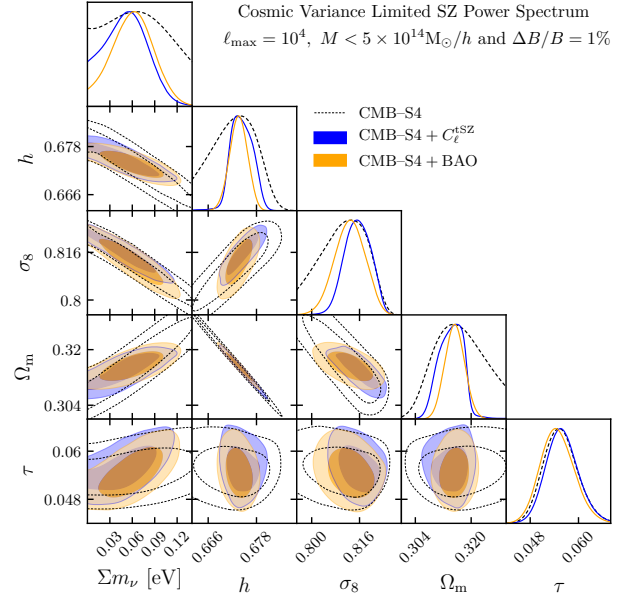 Cosmic Variance Limited SZ Power Spectrum
ℓmax = 10⁴, M < 5 × 10¹⁴M⊙/h and ΔB/B = 1%
CMB–S4
CMB–S4 + Cℓ^tSZ
CMB–S4 + BAO
0.678
0.666
h
0.816
0.8
σ8
0.32
0.304
Ωm
0.06
0.048
τ
0.03 0.06 0.09 0.12
0.666 0.678
0.800 0.816
0.304 0.320
0.048 0.060
Σmν [eV] h σ8 Ωm τ